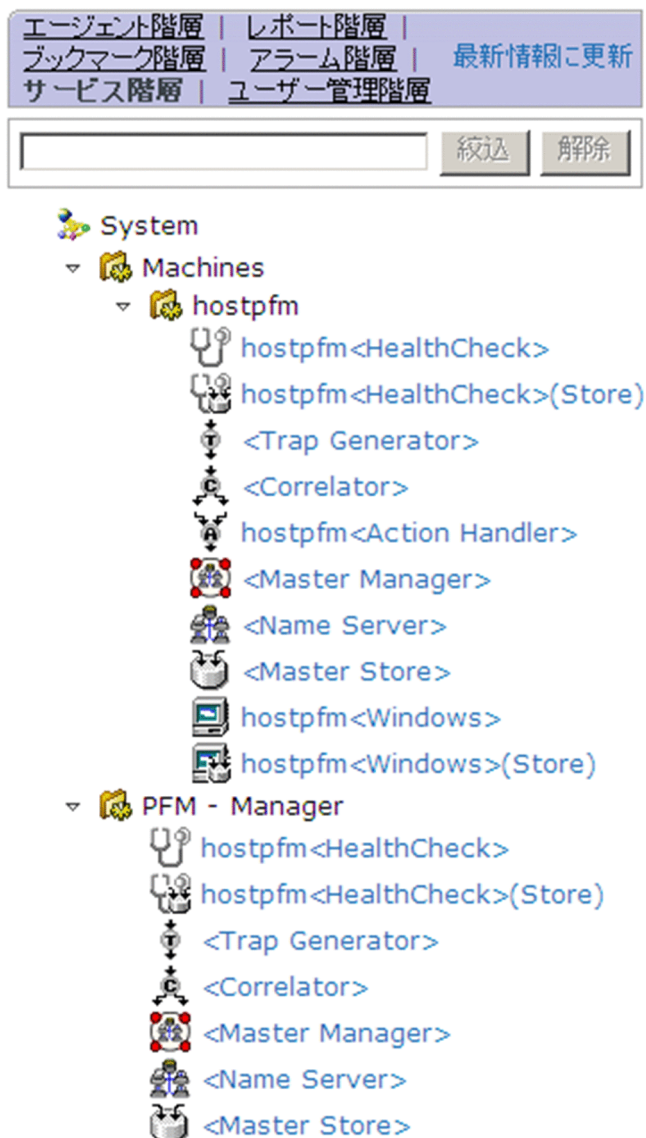 エージェント階層 | レポート階層 |
ブックマーク階層 | アラーム階層 | 最新情報に更新
サービス階層 | ユーザー管理階層
絞込 解除
System
Machines
hostpfm
hostpfm<HealthCheck>
hostpfm<HealthCheck>(Store)
T <Trap Generator>
C <Correlator>
A hostpfm<Action Handler>
<Master Manager>
<Name Server>
<Master Store>
hostpfm<Windows>
hostpfm<Windows>(Store)
PFM - Manager
hostpfm<HealthCheck>
hostpfm<HealthCheck>(Store)
T <Trap Generator>
C <Correlator>
<Master Manager>
<Name Server>
<Master Store>